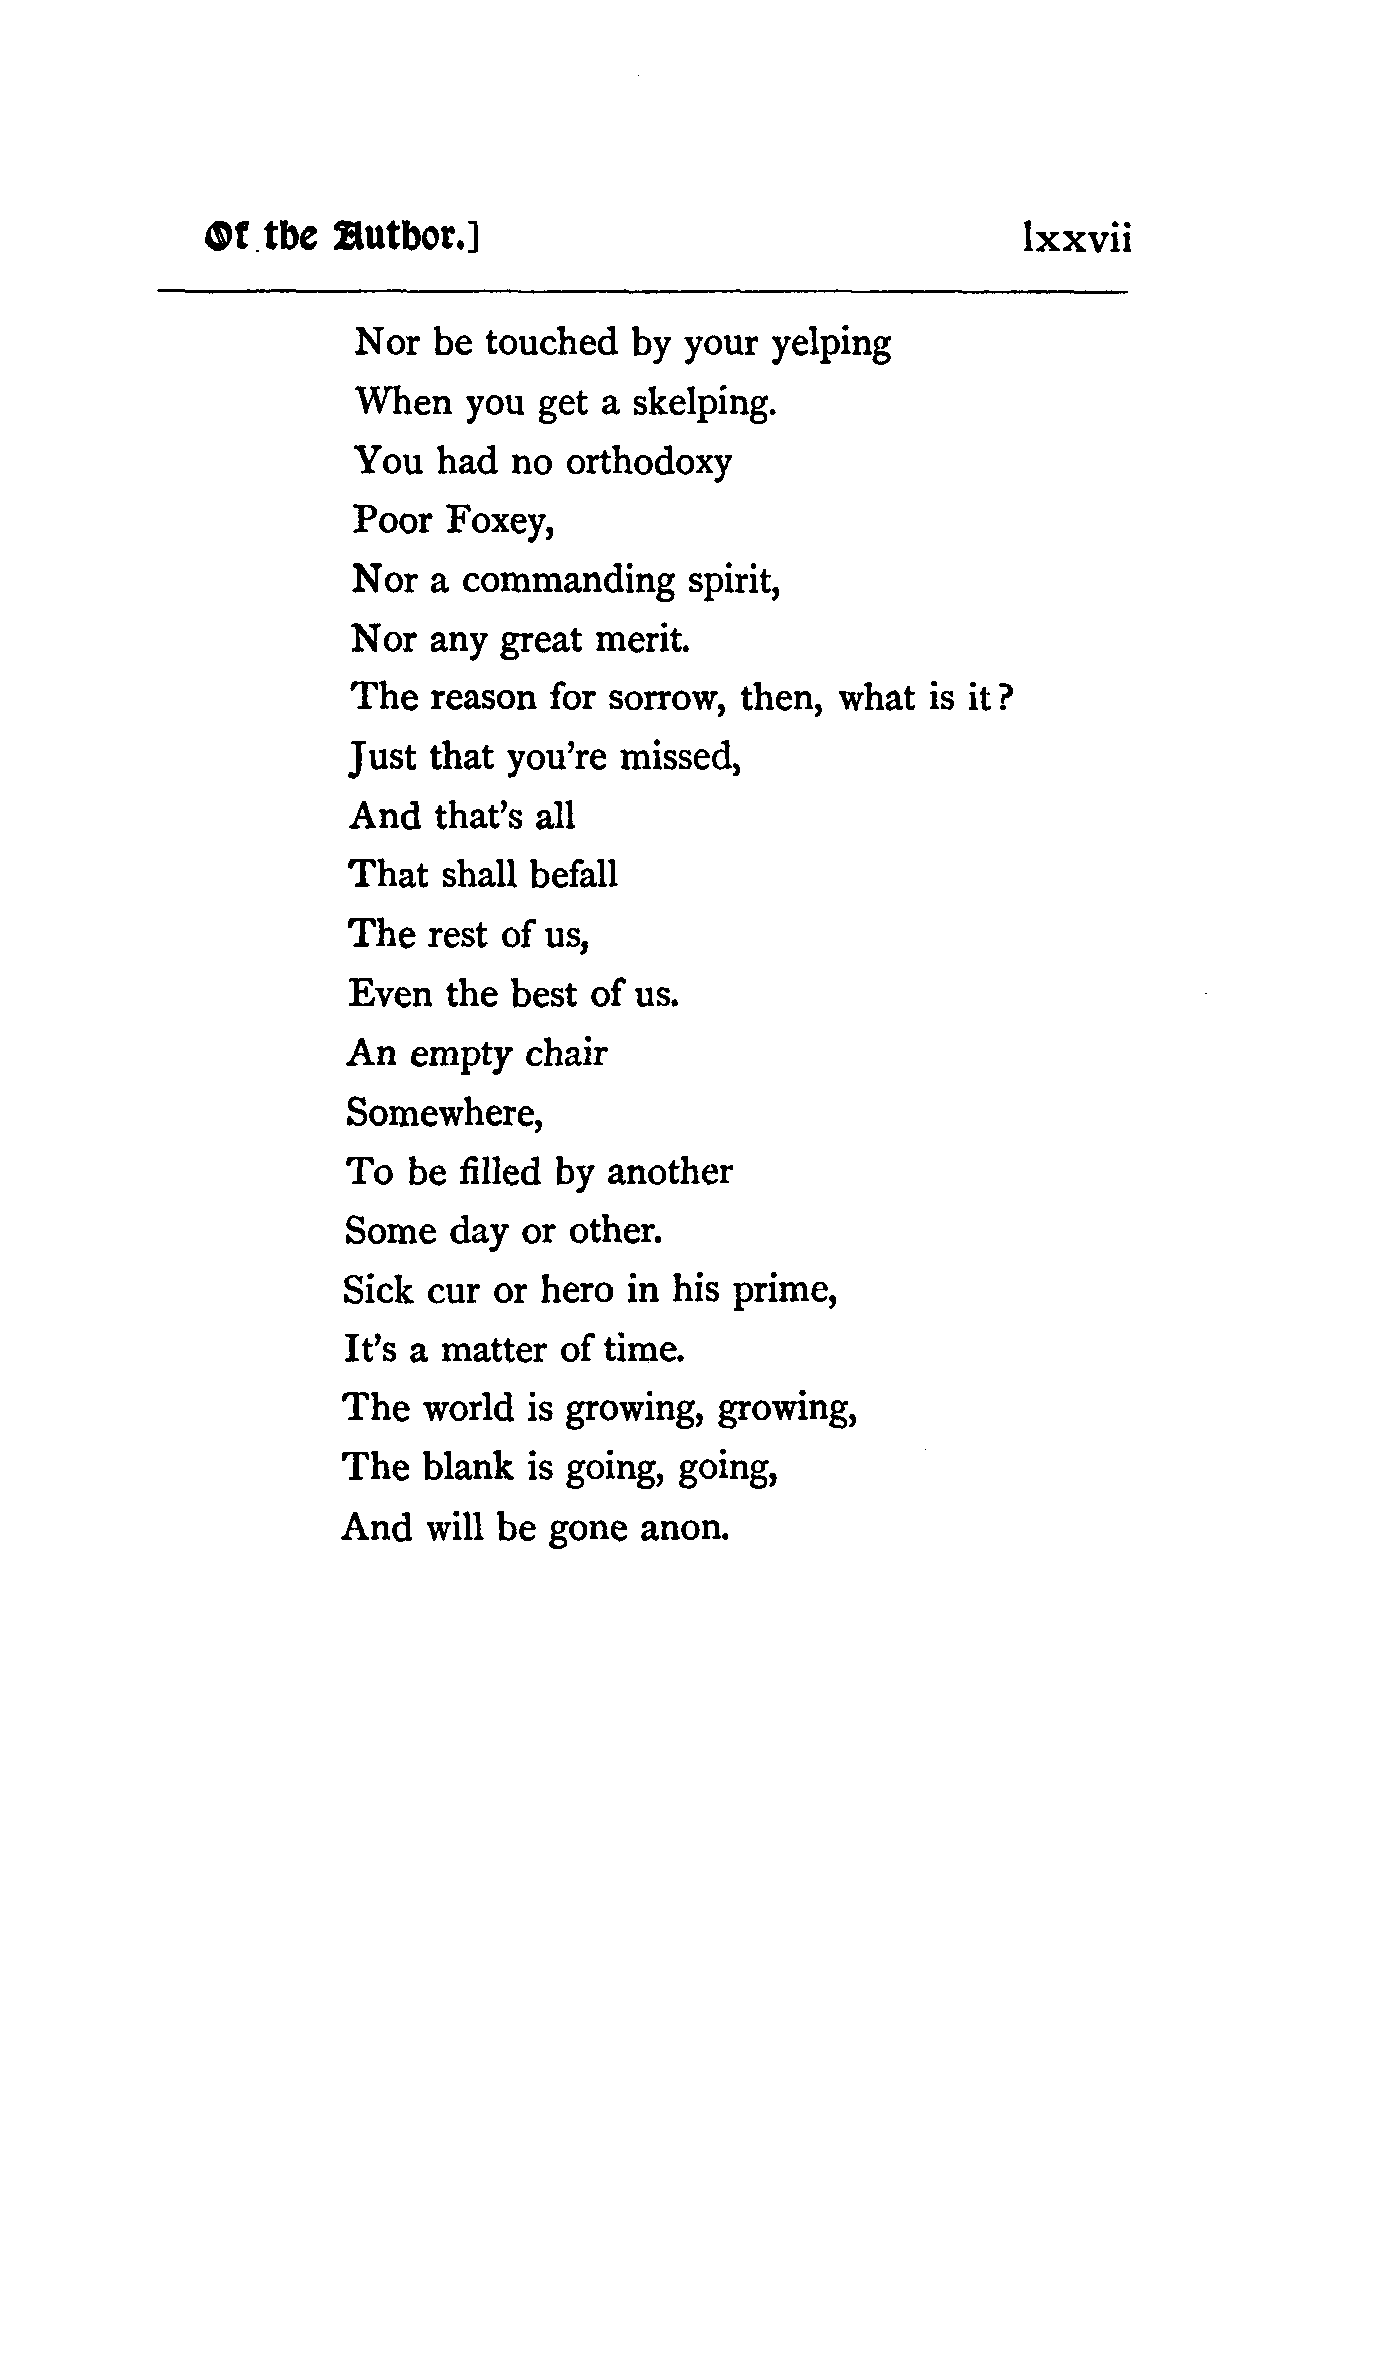 Of the Author.] lxxvii
Nor be touched by your yelping
When you get a skelping.
You had no orthodoxy
Poor Foxey,
Nor a commanding spirit,
Nor any great merit.
The reason for sorrow, then, what is it?
Just that you're missed,
And that's all
That shall befall
The rest of us,
Even the best of us.
An empty chair
Somewhere,
To be filled by another
Some day or other.
Sick cur or hero in his prime,
It's a matter of time.
The world is growing, growing,
The blank is going, going,
And will be gone anon.